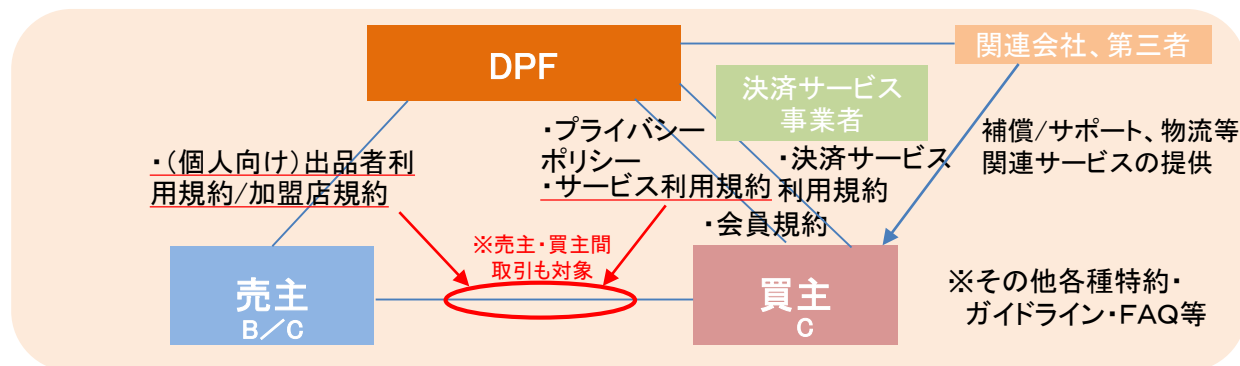 DPF
関連会社、第三者
決済サービス
事業者
・プライバシー
ポリシー
・サービス利用規約
・(個人向け)出品者利
用規約/加盟店規約
・決済サービス
利用規約
・会員規約
補償/サポート、物流等
関連サービスの提供
※売主・買主間
取引も対象
売主
B/C
買主
C
※その他各種特約・
ガイドライン・FAQ等